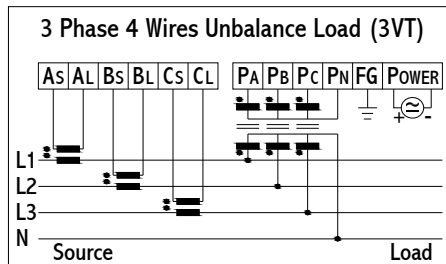 3 Phase 4 Wires Unbalance Load (3VT)
AS AL BS BL CS CL PA PB PC PN FG POWER
+ -
L1
L2
L3
N
Source Load